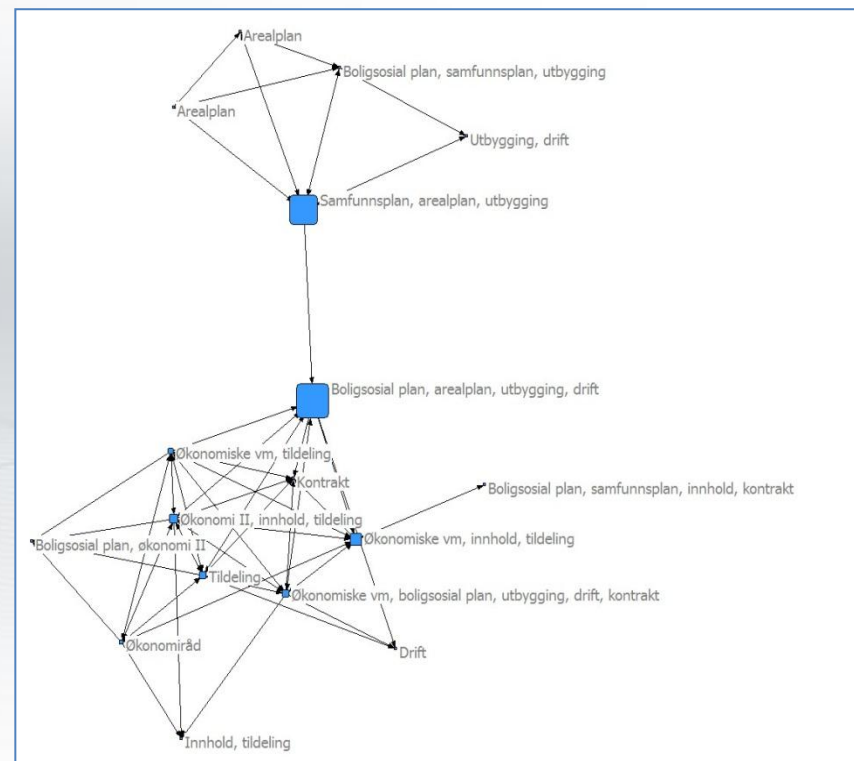 Arealplan
Boligsosial plan, samfunnsplan, utbygging
Arealplan
Utbygging, drift
Samfunnsplan, arealplan, utbygging
Boligsosial plan, arealplan, utbygging, drift
Økonomiske vm, tildeling
Kontrakt
Boligsosial plan, samfunnsplan, innhold, kontrakt
Økonomi II, innhold, tildeling
Økonomiske vm, innhold, tildeling
Boligsosial plan, økonomi II
Tildeling
Økonomiske vm, boligsosial plan, utbygging, drift, kontrakt
Økonomiråd
Drift
Innhold, tildeling